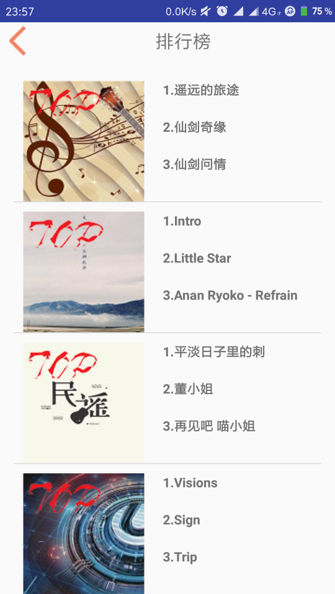 23:57
0.0K/s
4G
75%
排行榜
TOP
1.遥远的旅途
2.仙剑奇缘
3.仙剑问情
TOP
1.Intro
2.Little Star
3.Anan Ryoko - Refrain
TOP
民谣
1.平淡日子里的刺
2.董小姐
3.再见吧 喵小姐
TOP
1.Visions
2.Sign
3.Trip